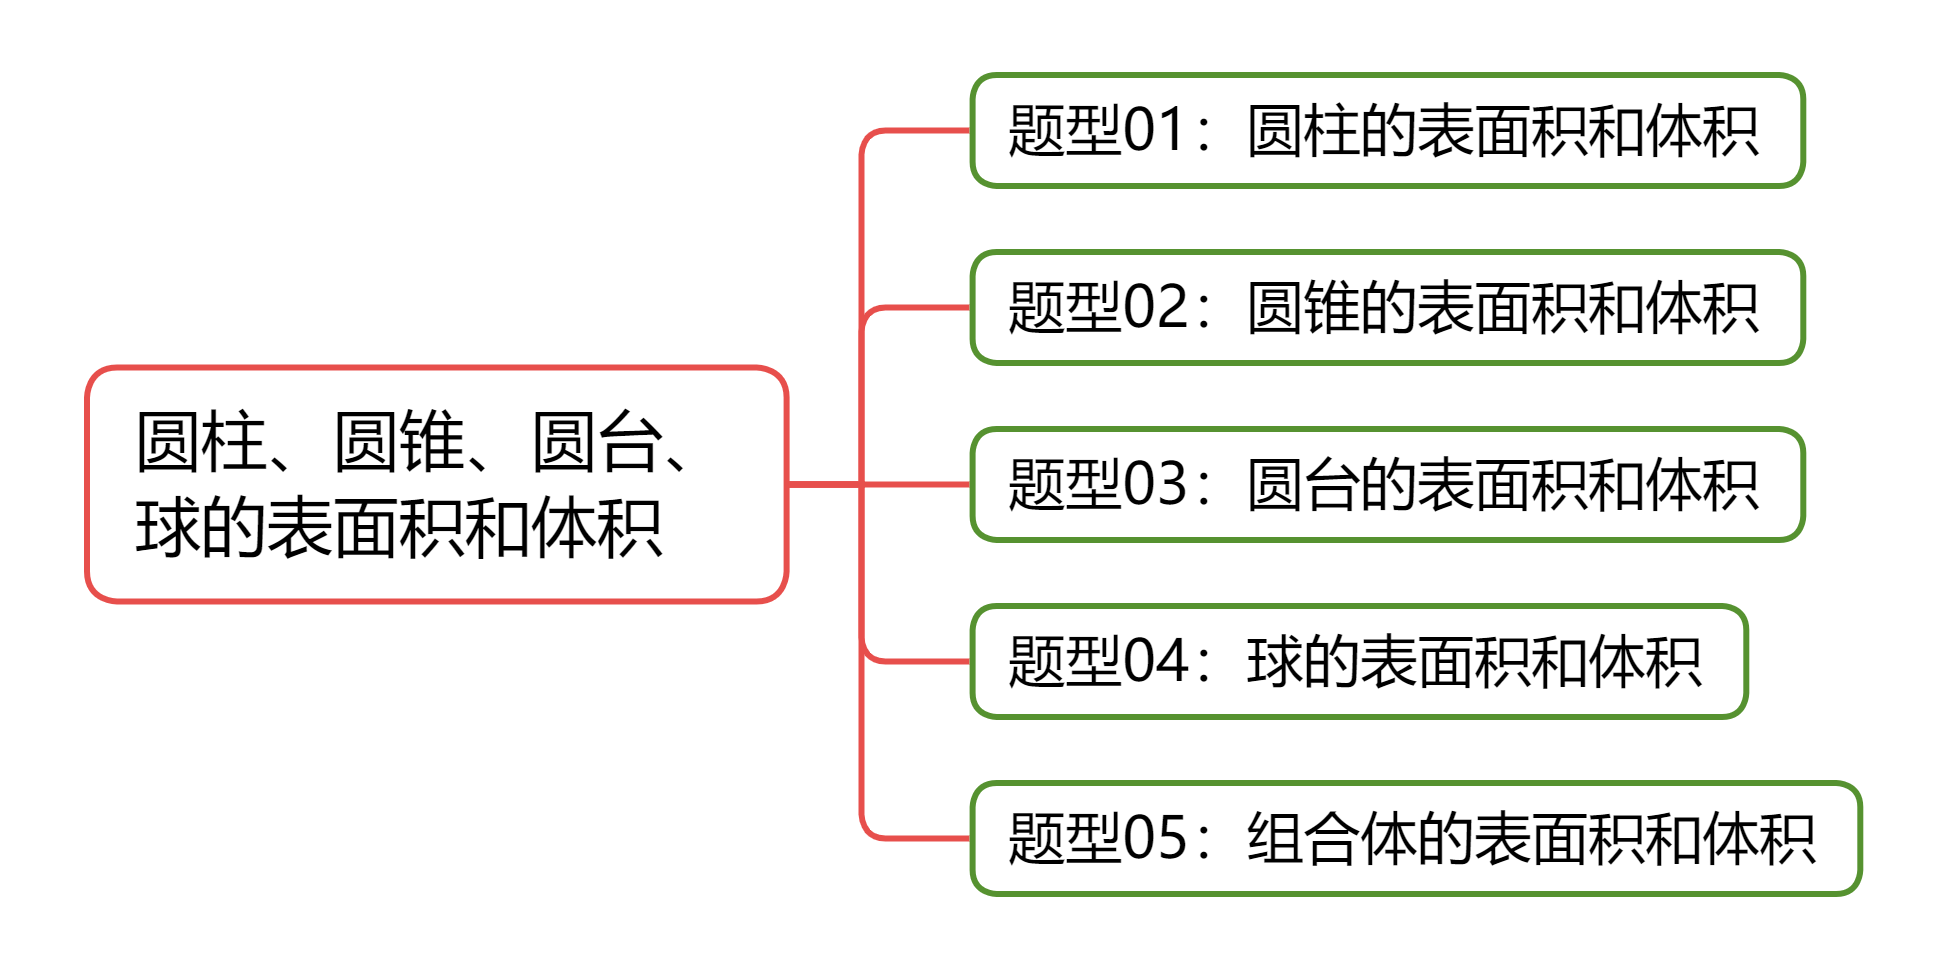 圆柱、圆锥、圆台、
球的表面积和体积
题型01：圆柱的表面积和体积
题型02：圆锥的表面积和体积
题型03：圆台的表面积和体积
题型04：球的表面积和体积
题型05：组合体的表面积和体积